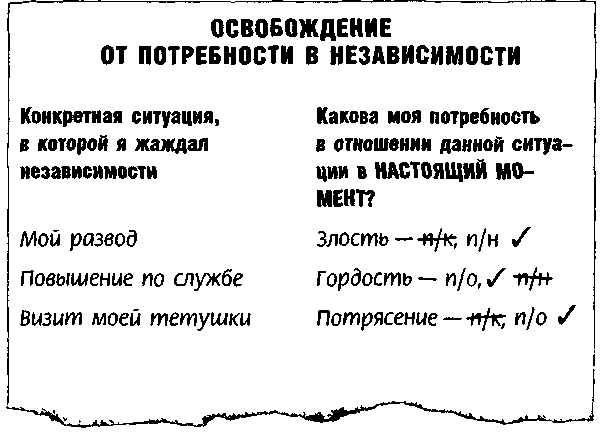 ОСВОБОЖДЕНИЕ
ОТ ПОТРЕБНОСТИ В НЕЗАВИСИМОСТИ
Конкретная ситуация,
в которой я жаждал
независимости
Какова моя потребность
в отношении данной ситуа-
ции в НАСТОЯЩИЙ МО-
МЕНТ?
Мой развод
Злость — п/к, п/н ✓
Повышение по службе
Гордость — п/о, ✓ п/н
Визит моей тетушки
Потрясение — п/к, п/о ✓